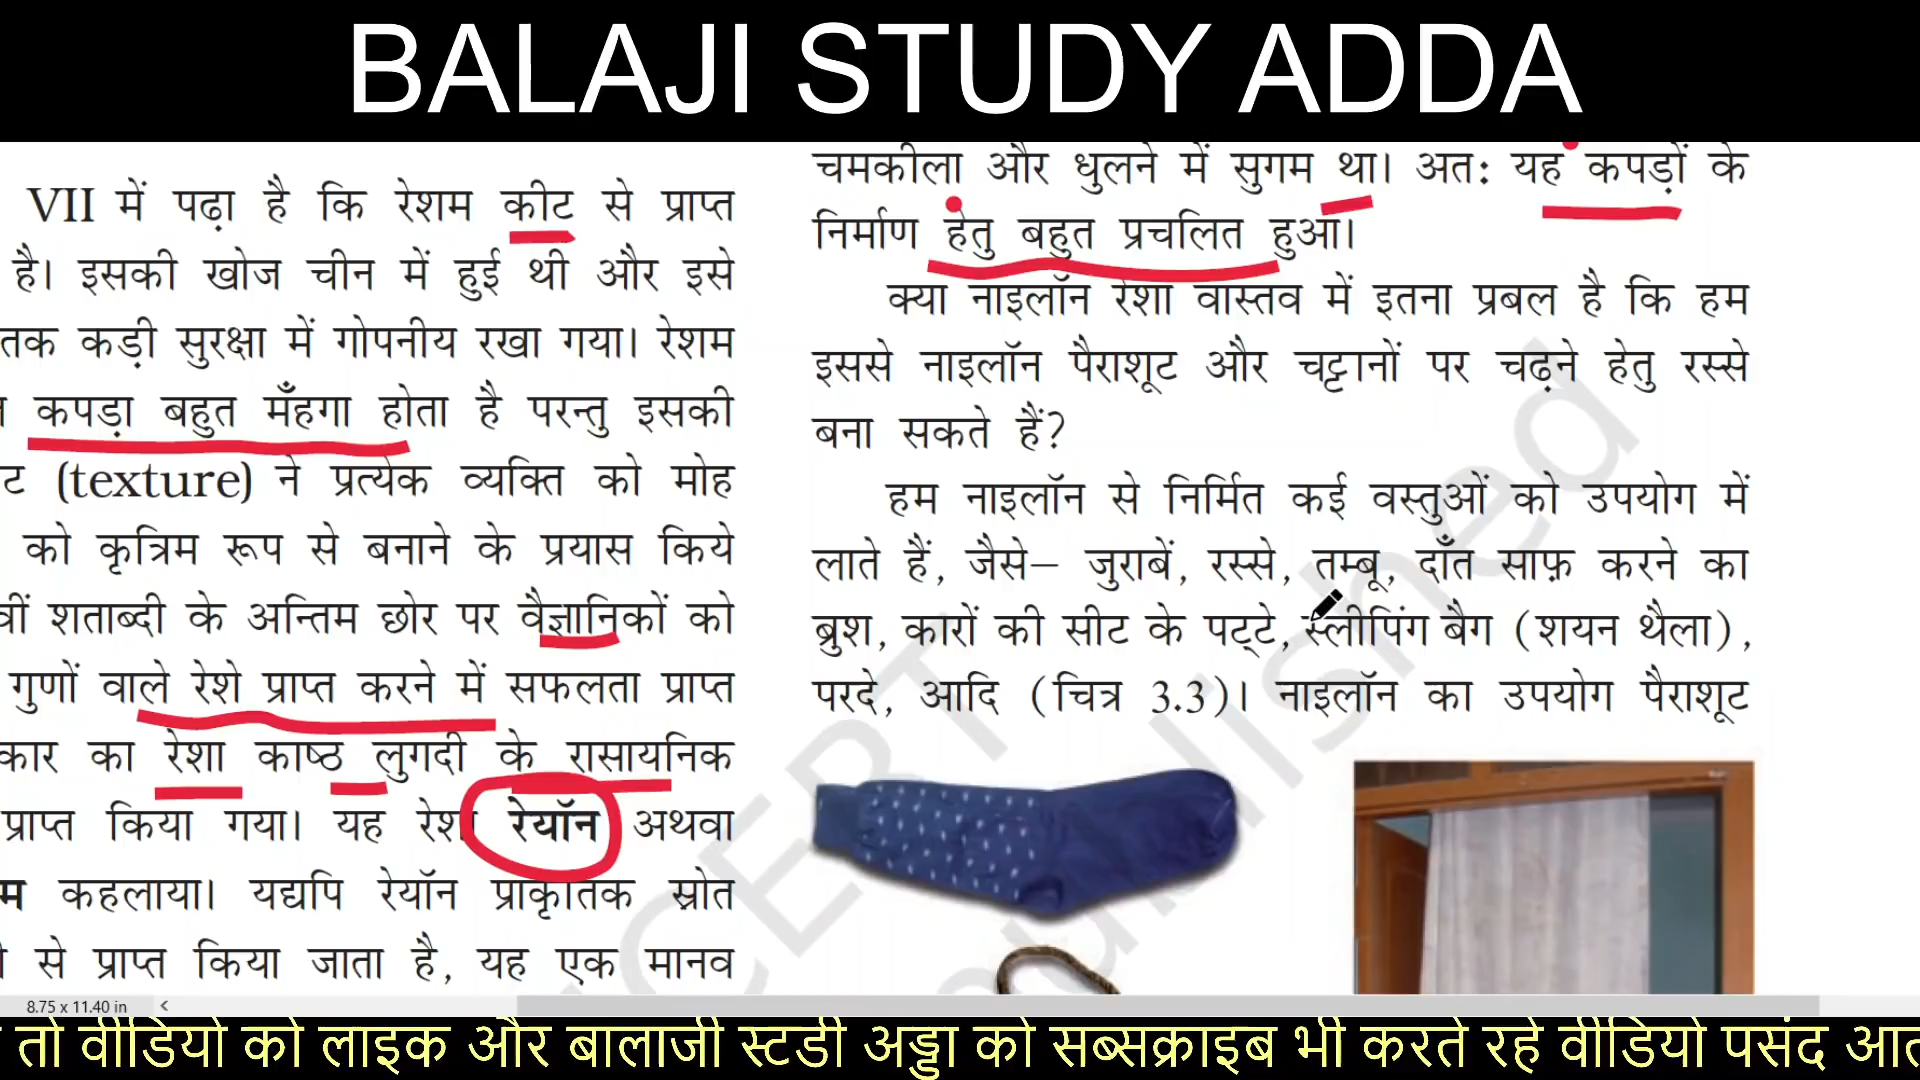 BALAJI STUDY ADDA
VII में पढ़ा है कि रेशम कीट से प्राप्त
है। इसकी खोज चीन में हुई थी और इसे
तक कड़ी सुरक्षा में गोपनीय रखा गया। रेशम
कपड़ा बहुत मँहगा होता है परन्तु इसकी
ट (texture) ने प्रत्येक व्यक्ति को मोह
को कृत्रिम रूप से बनाने के प्रयास किये
वीं शताब्दी के अन्तिम छोर पर वैज्ञानिकों को
गुणों वाले रेशे प्राप्त करने में सफलता प्राप्त
कार का रेशा काष्ठ लुगदी के रासायनिक
प्राप्त किया गया। यह रेशा रेयॉन अथवा
म कहलाया। यद्यपि रेयॉन प्राकृतिक स्रोत
से प्राप्त किया जाता है, यह एक मानव
चमकीला और धुलने में सुगम था। अतः यह कपड़ों के
निर्माण हेतु बहुत प्रचलित हुआ।
क्या नाइलॉन रेशा वास्तव में इतना प्रबल है कि हम
इससे नाइलॉन पैराशूट और चट्टानों पर चढ़ने हेतु रस्से
बना सकते हैं?
हम नाइलॉन से निर्मित कई वस्तुओं को उपयोग में
लाते हैं, जैसे– जुराबें, रस्से, तम्बू, दाँत साफ़ करने का
ब्रुश, कारों की सीट के पट्टे, स्लीपिंग बैग (शयन थैला),
परदे, आदि (चित्र 3.3)। नाइलॉन का उपयोग पैराशूट
8.75 x 11.40 in <
तो वीडियो को लाइक और बालाजी स्टडी अड्डा को सब्सक्राइब भी करते रहे वीडियो पसंद आत